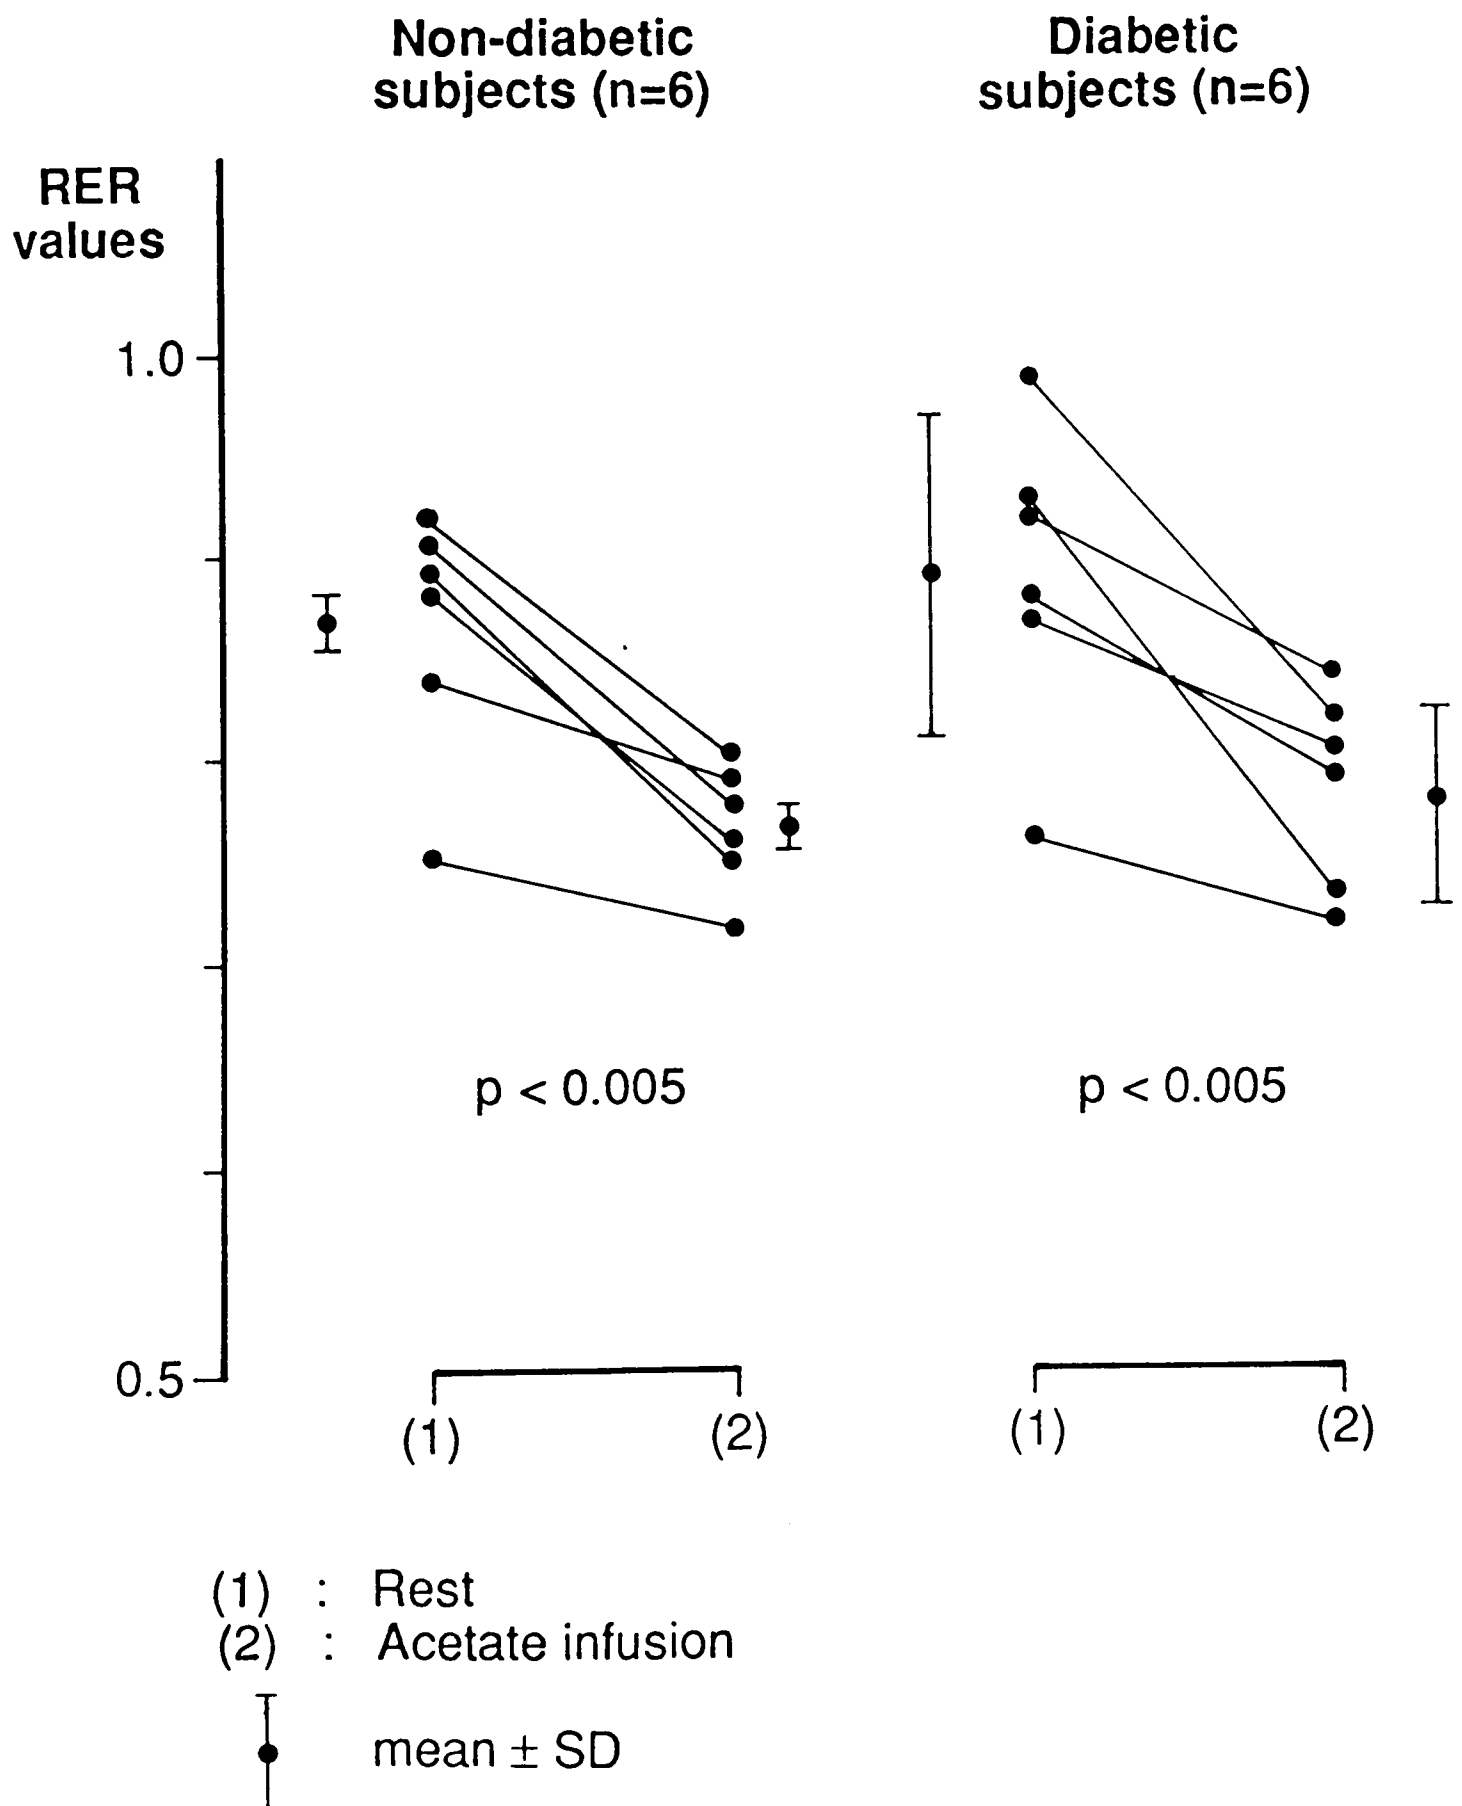 Non-diabetic
subjects (n=6)
Diabetic
subjects (n=6)
RER
values
1.0
0.5
p < 0.005
p < 0.005
(1)
(2)
(1)
(2)
(1) : Rest
(2) : Acetate infusion
mean ± SD